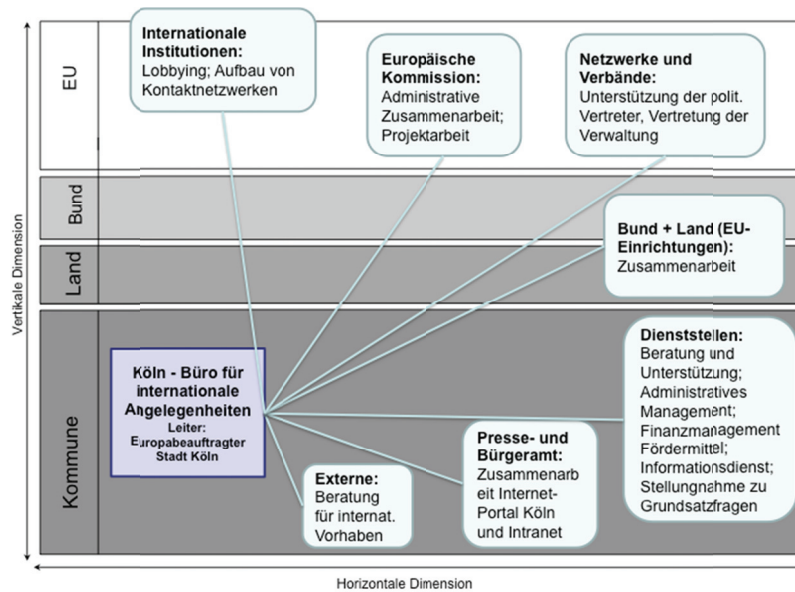 Vertikale Dimension
EU
Internationale
Institutionen:
Lobbying; Aufbau von
Kontaktnetzwerken
Europäische
Kommission:
Administrative
Zusammenarbeit;
Projektarbeit
Netzwerke und
Verbände:
Unterstützung der polit.
Vertreter, Vertretung der
Verwaltung
Bund
Land
Bund + Land (EU-
Einrichtungen):
Zusammenarbeit
Kommune
Köln - Büro für
internationale
Angelegenheiten
Leiter:
Europabeauftragter
Stadt Köln
Externe:
Beratung
für internat.
Vorhaben
Presse- und
Bürgeramt:
Zusammenarb
eit Internet-
Portal Köln
und Intranet
Dienststellen:
Beratung und
Unterstützung;
Administratives
Management;
Finanzmanagement
Fördermittel;
Informationsdienst;
Stellungnahme zu
Grundsatzfragen
Horizontale Dimension